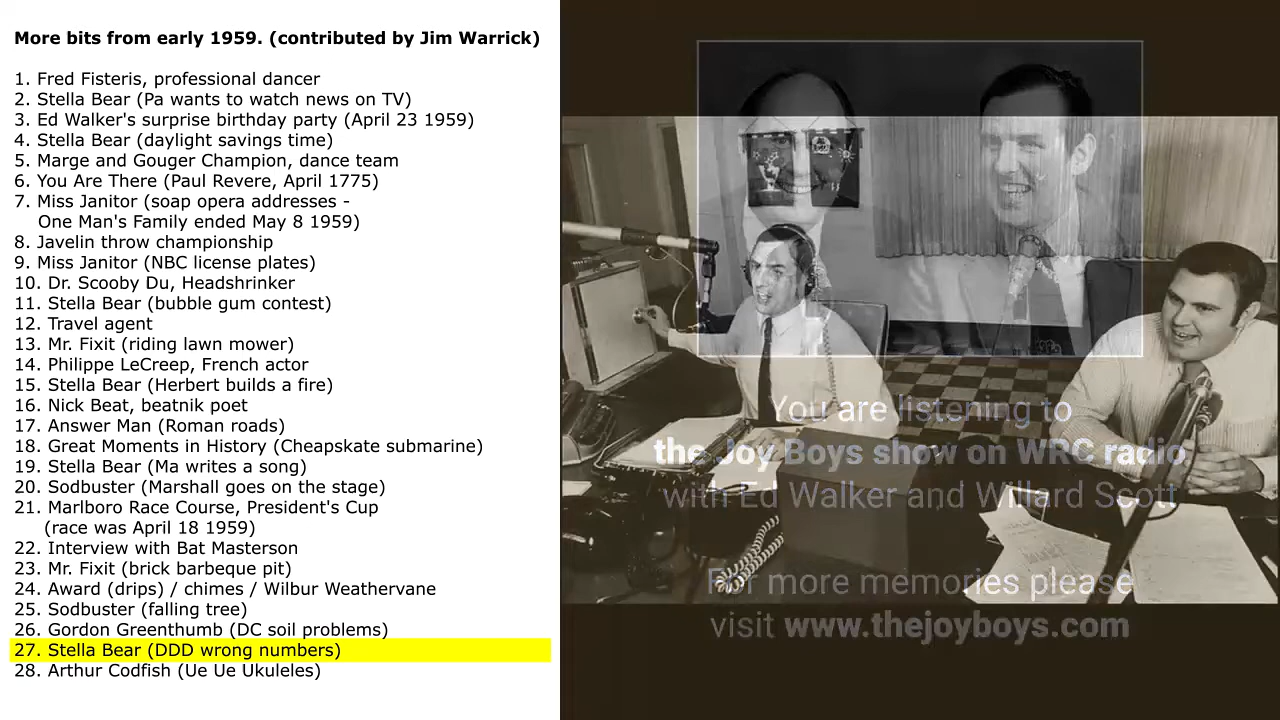 More bits from early 1959. (contributed by Jim Warrick)
1. Fred Fisteris, professional dancer
2. Stella Bear (Pa wants to watch news on TV)
3. Ed Walker's surprise birthday party (April 23 1959)
4. Stella Bear (daylight savings time)
5. Marge and Gouger Champion, dance team
6. You Are There (Paul Revere, April 1775)
7. Miss Janitor (soap opera addresses -
One Man's Family ended May 8 1959)
8. Javelin throw championship
9. Miss Janitor (NBC license plates)
10. Dr. Scooby Du, Headshrinker
11. Stella Bear (bubble gum contest)
12. Travel agent
13. Mr. Fixit (riding lawn mower)
14. Philippe LeCreep, French actor
15. Stella Bear (Herbert builds a fire)
16. Nick Beat, beatnik poet
17. Answer Man (Roman roads)
18. Great Moments in History (Cheapskate submarine)
19. Stella Bear (Ma writes a song)
20. Sodbuster (Marshall goes on the stage)
21. Marlboro Race Course, President's Cup
(race was April 18 1959)
22. Interview with Bat Masterson
23. Mr. Fixit (brick barbeque pit)
24. Award (drips) / chimes / Wilbur Weathervane
25. Sodbuster (falling tree)
26. Gordon Greenthumb (DC soil problems)
27. Stella Bear (DDD wrong numbers)
28. Arthur Codfish (Ue Ue Ukuleles)
You are listening to
the Joy Boys show on WRC radio
with Ed Walker and Willard Scott
For more memories please
visit www.thejoyboys.com